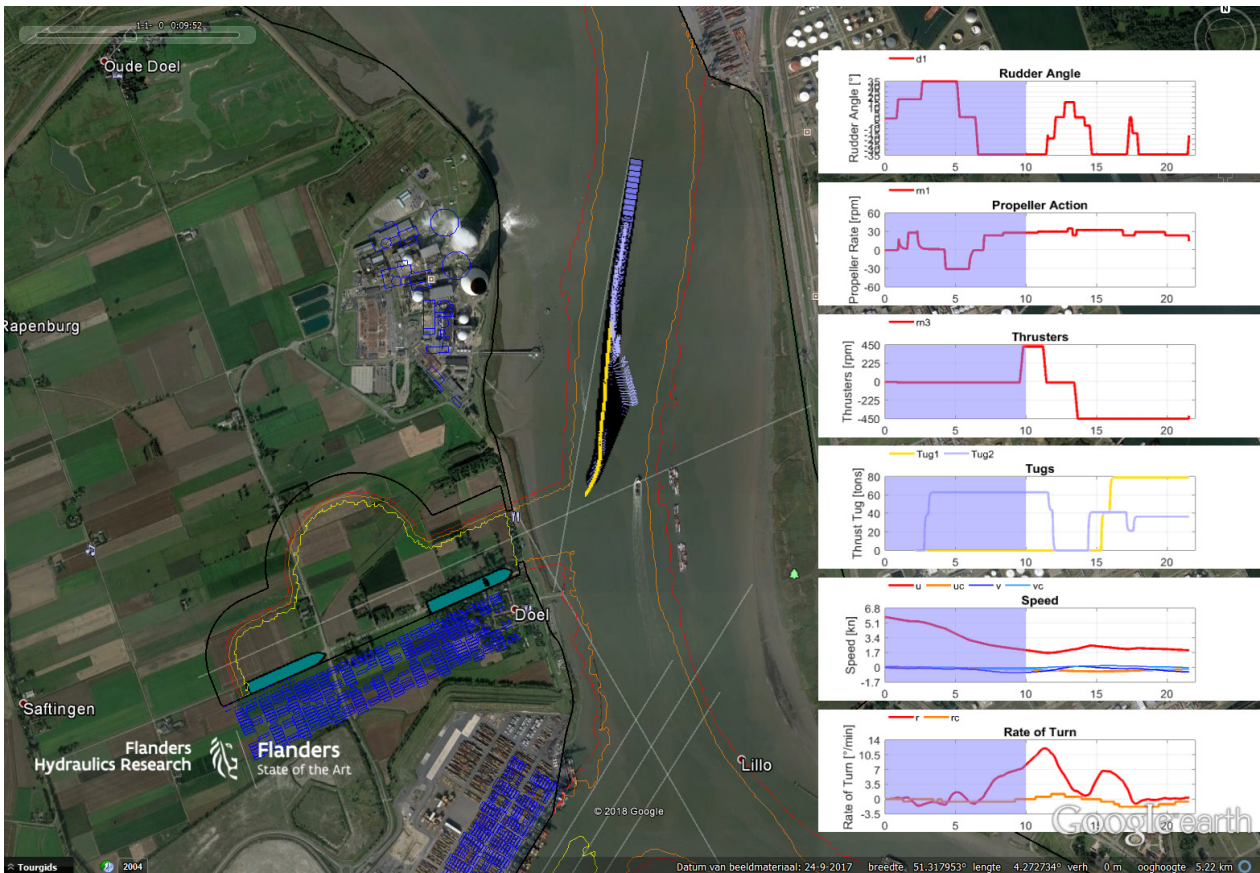 1-1- 0 0:09:52
Oude Doel
Rapenburg
Saftingen
Doel
Lillo
Flanders
Hydraulics Research
Flanders
State of the Art
© 2018 Google
N
d1
Rudder Angle
Rudder Angle [°]
0 5 10 15 20
m1
Propeller Action
Propeller Rate [rpm]
60
30
0
-30
-60
0 5 10 15 20
m3
Thrusters
Thrusters [rpm]
450
225
0
-225
-450
0 5 10 15 20
Tug1 Tug2
Tugs
Thrust Tug [tons]
80
60
40
20
0
0 5 10 15 20
u uc v vc
Speed
Speed [kn]
6.8
5.1
3.4
1.7
0
-1.7
0 5 10 15 20
r rc
Rate of Turn
Rate of Turn [°/min]
14
10.5
7
3.5
0
-3.5
0 5 10 15 20
Google earth
Tourgids
2004
Datum van beeldmateriaal: 24-9-2017 breedte 51.317953° lengte 4.272734° verh 0 m ooghoogte 5.22 km